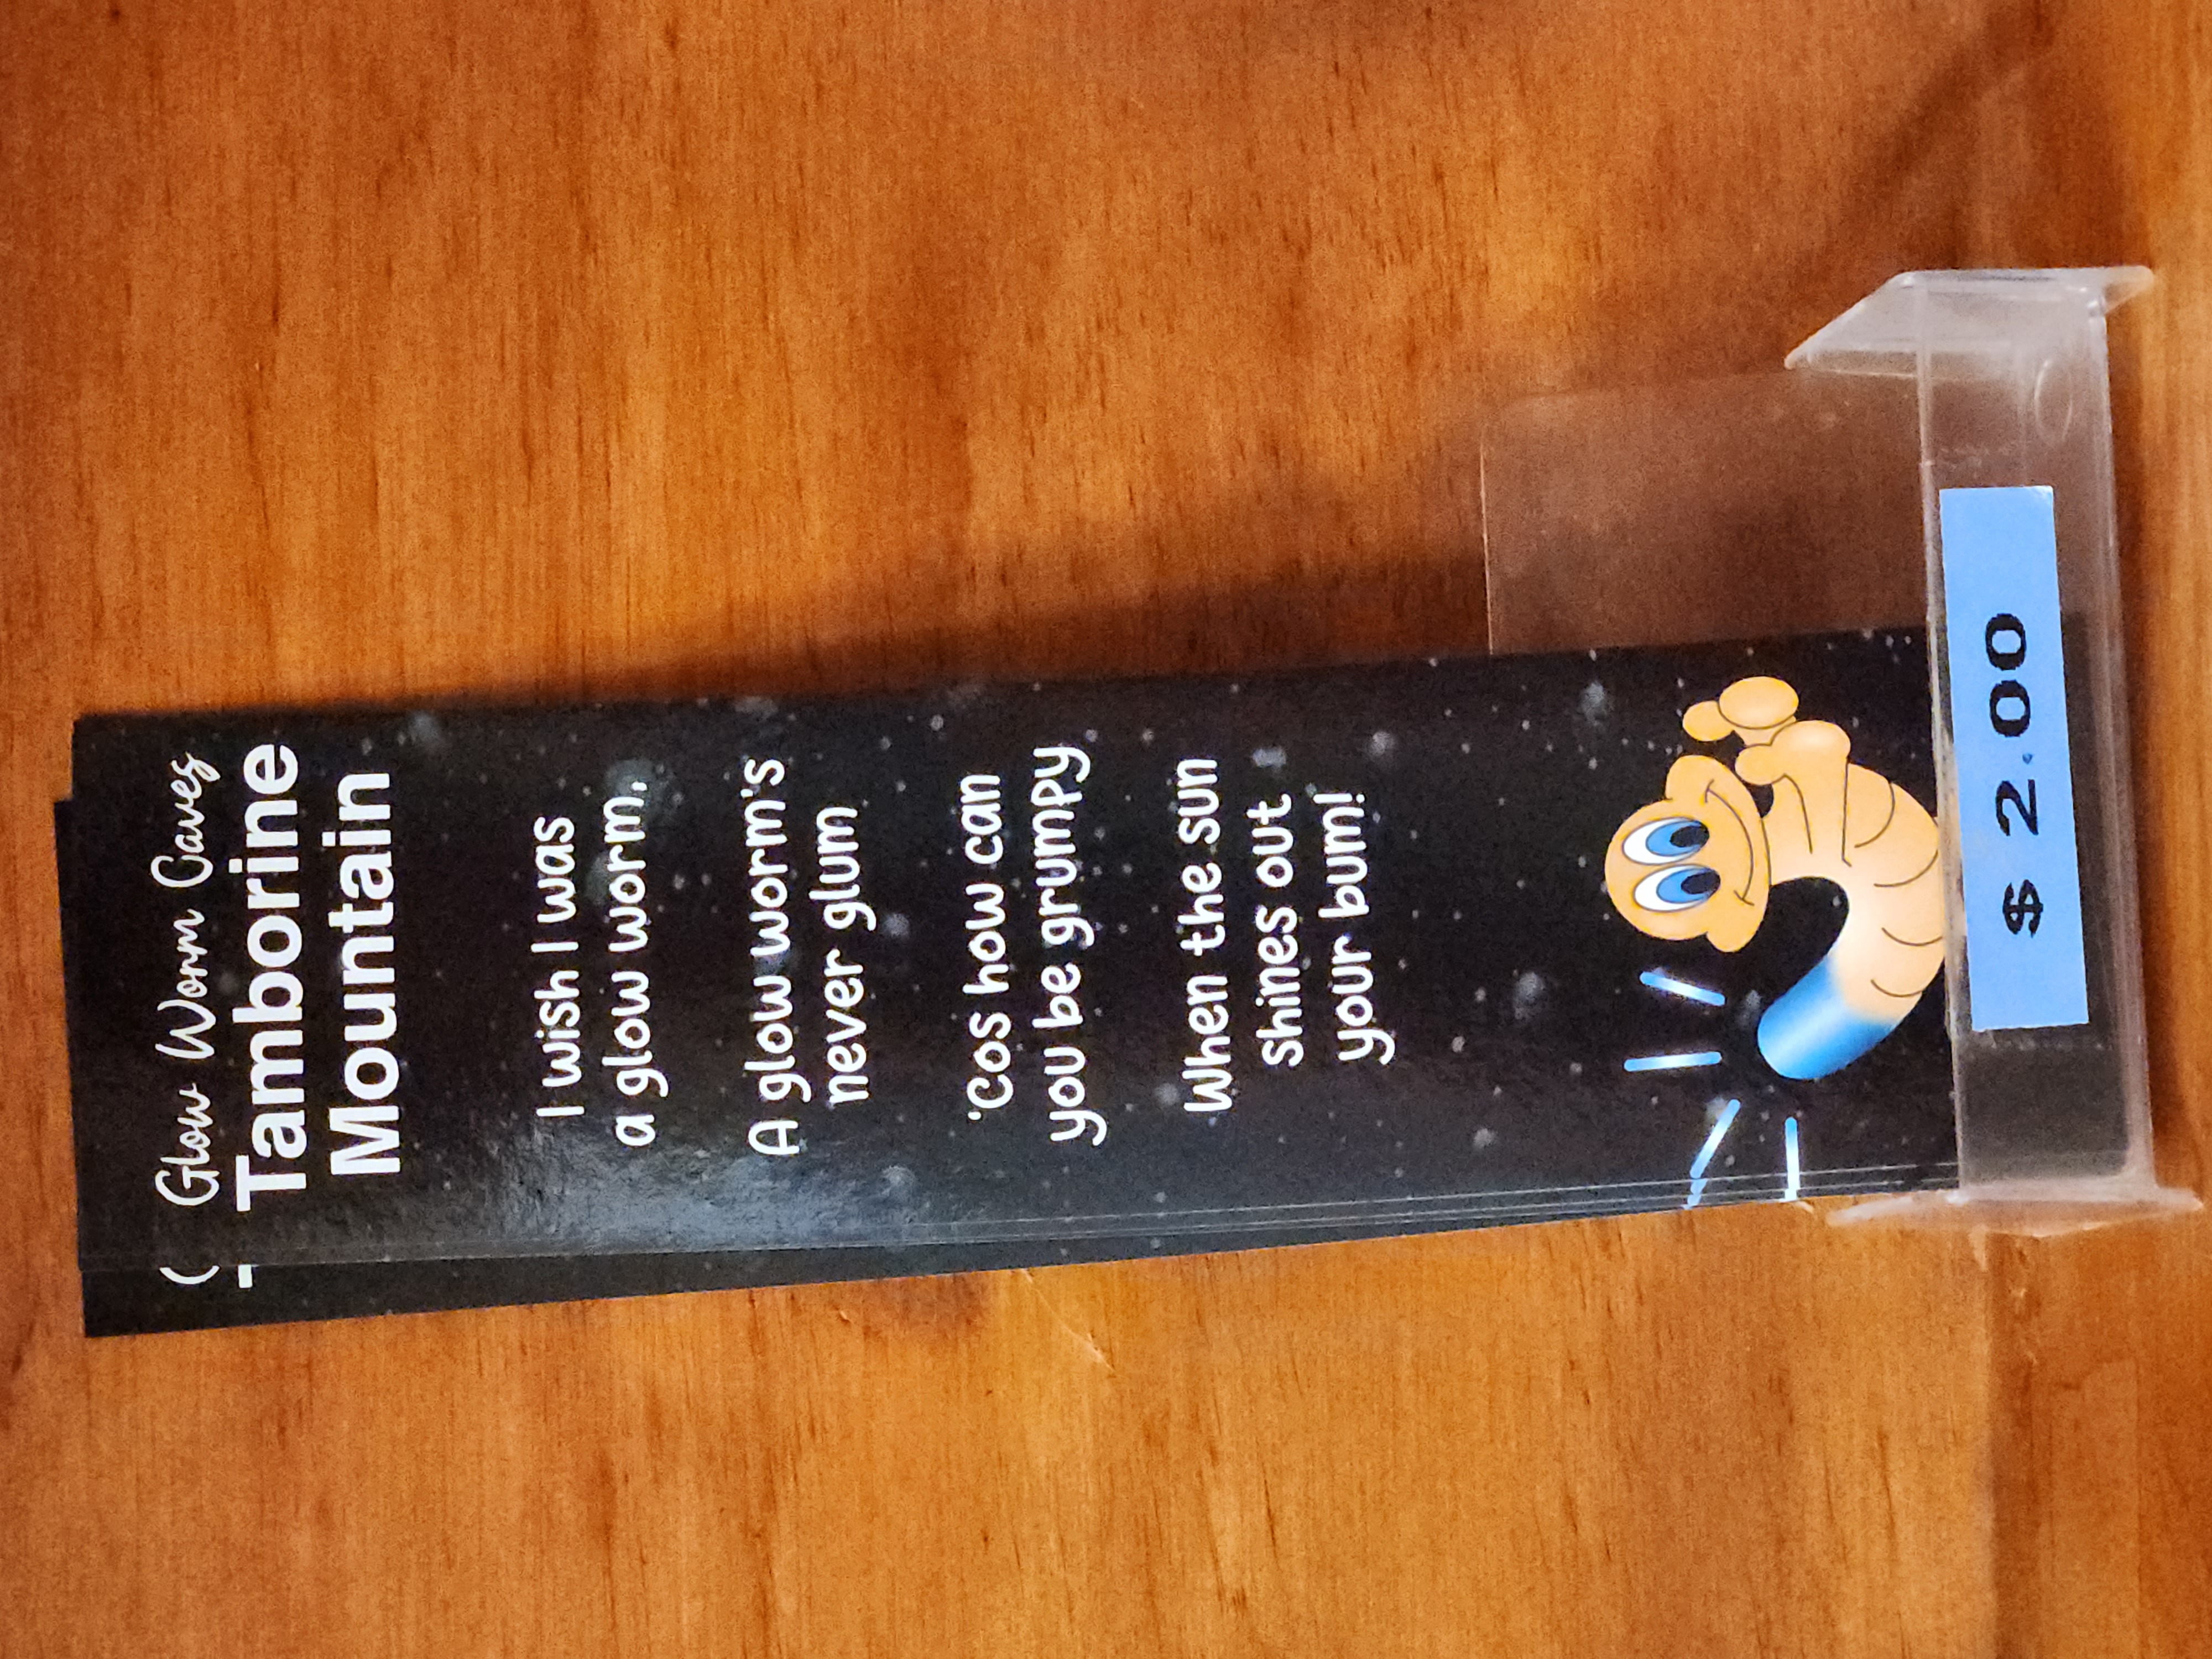 Glow Worm Caves
Tamborine
Mountain
I wish I was
a glow worm,
A glow worm's
never glum
'Cos how can
you be grumpy
When the sun
shines out
your bum!
$ 2.00